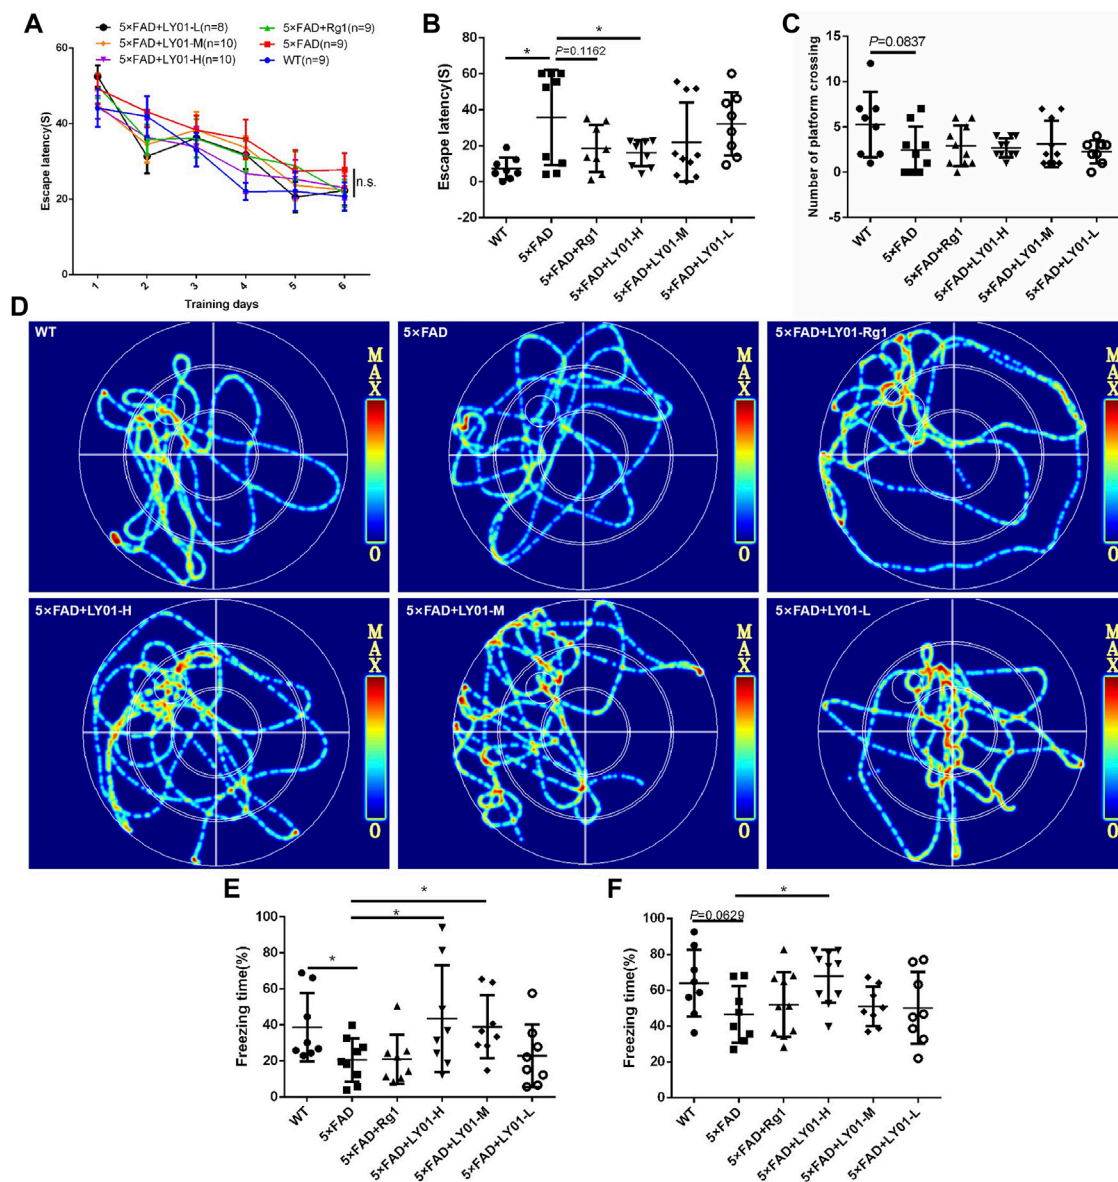 A
5×FAD+LY01-L(n=8)
5×FAD+LY01-M(n=10)
5×FAD+LY01-H(n=10)
5×FAD+Rg1(n=9)
5×FAD(n=9)
WT(n=9)
Escape latency(S)
60
40
20
0
n.s.
1
2
3
4
5
6
Training days
B
Escape latency(S)
80
60
40
20
0
-20
*
P=0.1162
*
WT
5×FAD
5×FAD+Rg1
5×FAD+LY01-H
5×FAD+LY01-M
5×FAD+LY01-L
C
Number of platform crossing
15
10
5
0
-5
P=0.0837
WT
5×FAD
5×FAD+Rg1
5×FAD+LY01-H
5×FAD+LY01-M
5×FAD+LY01-L
D
WT
MAX
0
5×FAD
MAX
0
5×FAD+LY01-Rg1
MAX
0
5×FAD+LY01-H
MAX
0
5×FAD+LY01-M
MAX
0
5×FAD+LY01-L
MAX
0
E
Freezing time(%)
100
80
60
40
20
0
*
*
*
WT
5×FAD
5×FAD+Rg1
5×FAD+LY01-H
5×FAD+LY01-M
5×FAD+LY01-L
F
Freezing time(%)
100
80
60
40
20
0
P=0.0629
*
WT
5×FAD
5×FAD+Rg1
5×FAD+LY01-H
5×FAD+LY01-M
5×FAD+LY01-L